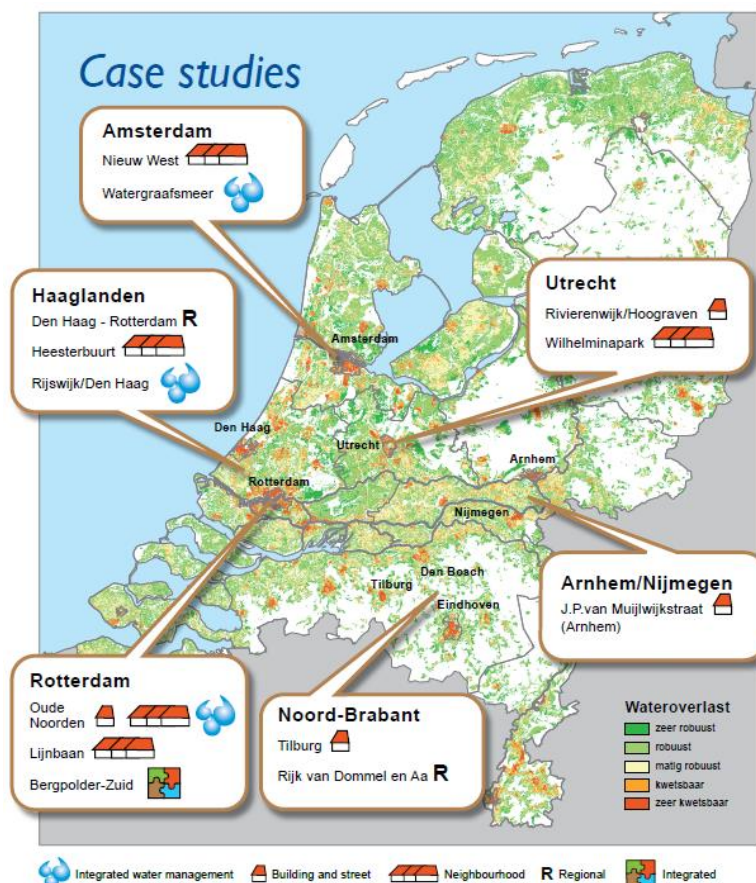 Case studies
Amsterdam
Nieuw West
Watergraafsmeer
Haaglanden
Den Haag - Rotterdam R
Heesterbuurt
Rijswijk/Den Haag
Utrecht
Rivierenwijk/Hoograven
Wilhelminapark
Amsterdam
Den Haag
Utrecht
Rotterdam
Arnhem
Nijmegen
Den Bosch
Tilburg
Eindhoven
Arnhem/Nijmegen
J.P.van Muijlwijkstraat
(Arnhem)
Rotterdam
Oude
Noorden
Lijnbaan
Bergpolder-Zuid
Noord-Brabant
Tilburg
Rijk van Dommel en Aa R
Wateroverlast
zeer robuust
robuust
matig robuust
kwetsbaar
zeer kwetsbaar
Integrated water management Building and street Neighbourhood R Regional Integrated